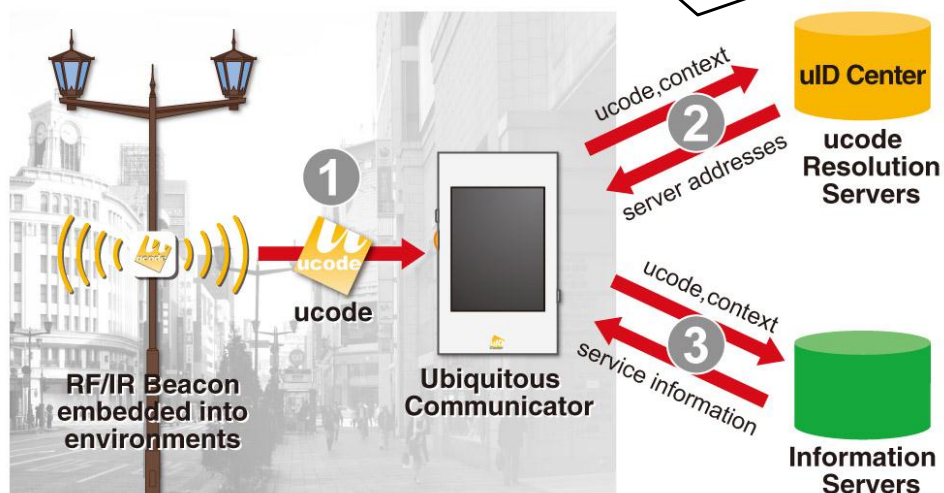 ucode,context
2
server addresses
uID Center
ucode
Resolution
Servers
1
ucode
ucode
RF/IR Beacon
embedded into
environments
Ubiquitous
Communicator
ucode,context
3
service information
Information
Servers